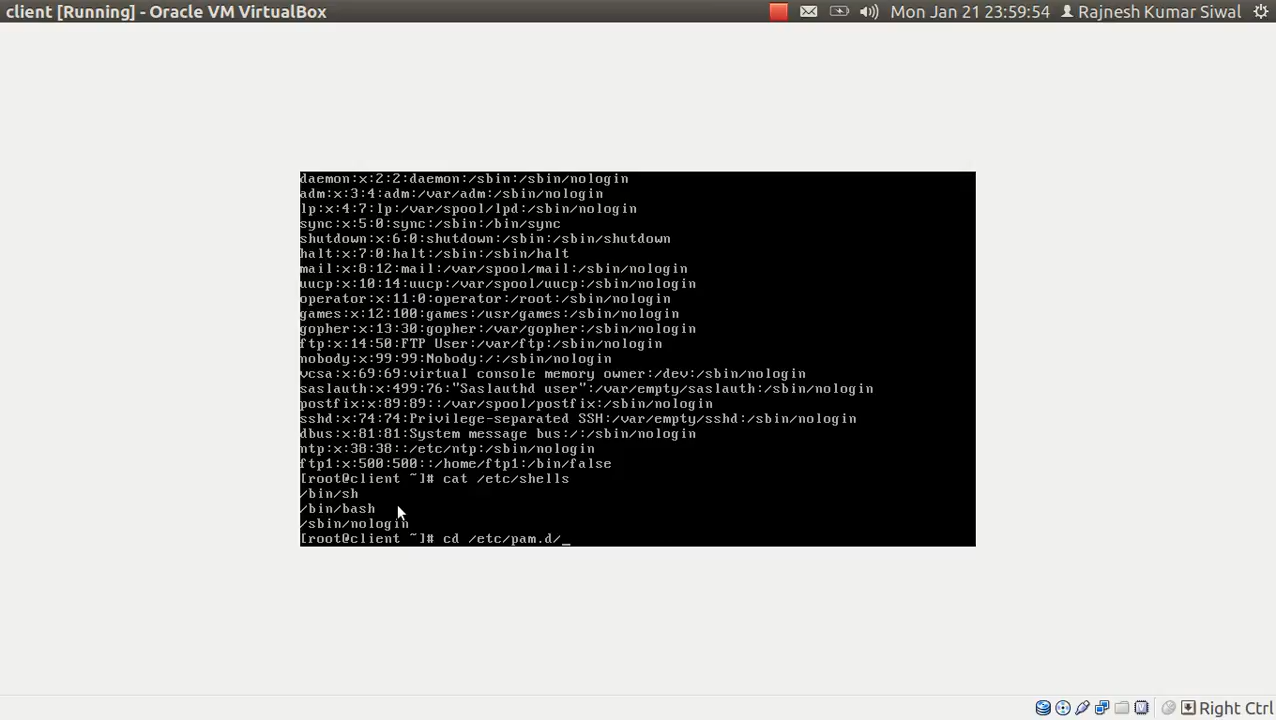 client [Running] - Oracle VM VirtualBox
Mon Jan 21 23:59:54 Rajnesh Kumar Siwal
daemon:x:2:2:daemon:/sbin:/sbin/nologin
adm:x:3:4:adm:/var/adm:/sbin/nologin
lp:x:4:7:lp:/var/spool/lpd:/sbin/nologin
sync:x:5:0:sync:/sbin:/bin/sync
shutdown:x:6:0:shutdown:/sbin:/sbin/shutdown
halt:x:7:0:halt:/sbin:/sbin/halt
mail:x:8:12:mail:/var/spool/mail:/sbin/nologin
uucp:x:10:14:uucp:/var/spool/uucp:/sbin/nologin
operator:x:11:0:operator:/root:/sbin/nologin
games:x:12:100:games:/usr/games:/sbin/nologin
gopher:x:13:30:gopher:/var/gopher:/sbin/nologin
ftp:x:14:50:FTP User:/var/ftp:/sbin/nologin
nobody:x:99:99:Nobody:/:/sbin/nologin
vcsa:x:69:69:virtual console memory owner:/dev:/sbin/nologin
saslauth:x:499:76:"Saslauthd user":/var/empty/saslauth:/sbin/nologin
postfix:x:89:89::/var/spool/postfix:/sbin/nologin
sshd:x:74:74:Privilege-separated SSH:/var/empty/sshd:/sbin/nologin
dbus:x:81:81:System message bus:/:/sbin/nologin
ntp:x:38:38::/etc/ntp:/sbin/nologin
ftp1:x:500:500::/home/ftp1:/bin/false
[root@client ~]# cat /etc/shells
/bin/sh
/bin/bash
/sbin/nologin
[root@client ~]# cd /etc/pam.d/_
Right Ctrl